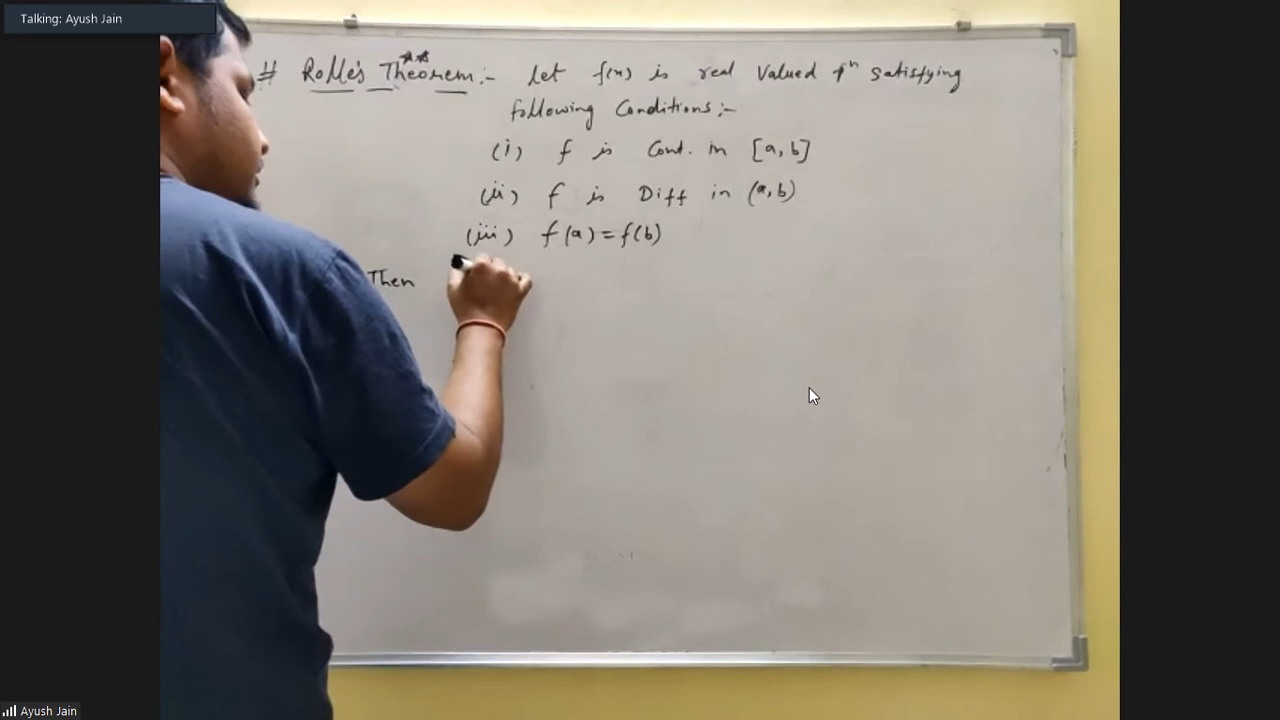 Talking: Ayush Jain
# Rolle's Theorem:- Let f(x) is real valued fn satisfying
following Conditions:-
(i) f is Cont. in [a, b]
(ii) f is Diff in (a, b)
(iii) f(a) = f(b)
Then
Ayush Jain